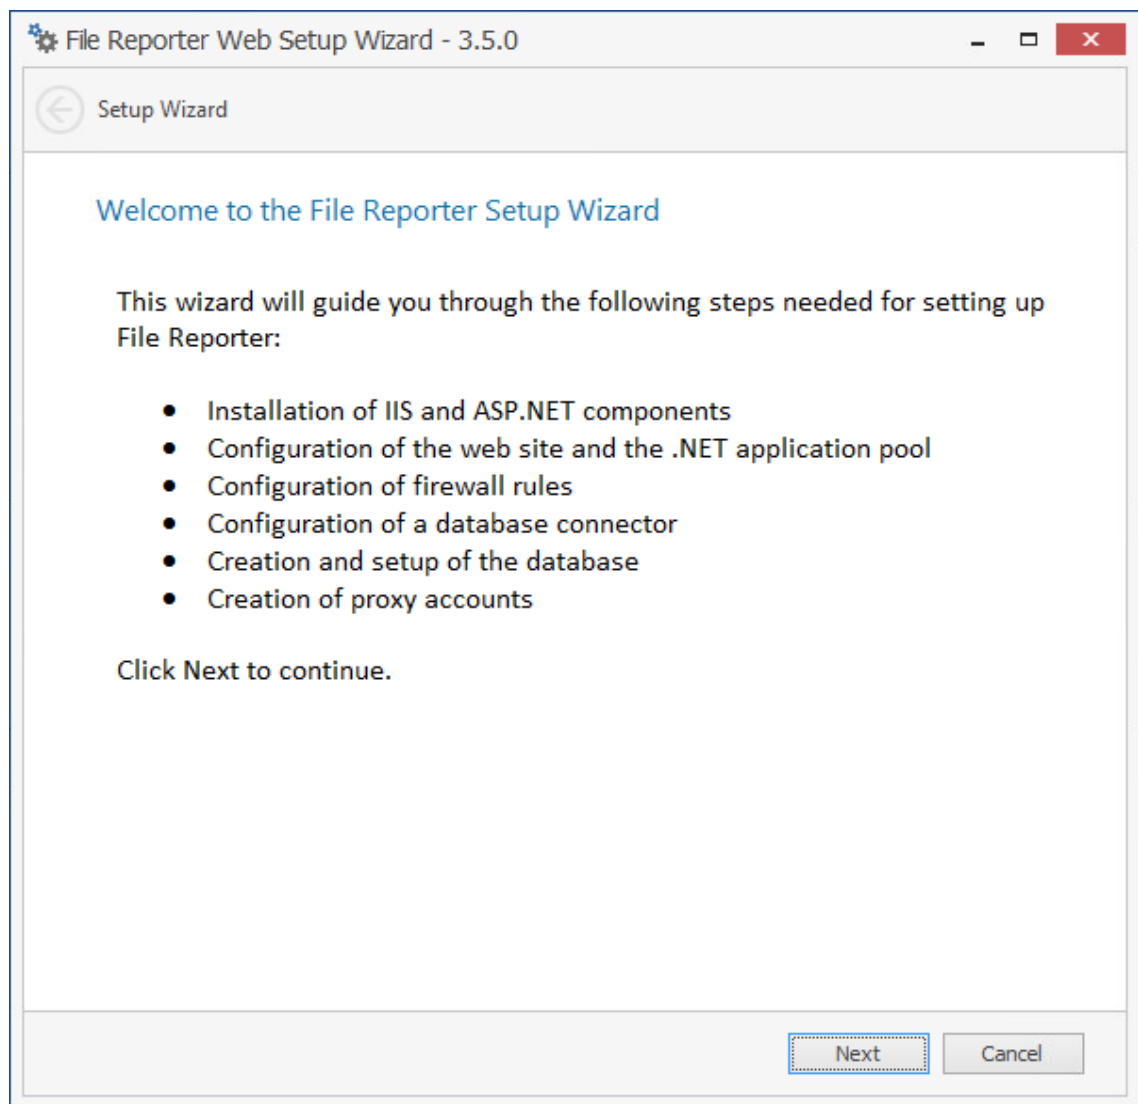 File Reporter Web Setup Wizard - 3.5.0
Setup Wizard
Welcome to the File Reporter Setup Wizard
This wizard will guide you through the following steps needed for setting up
File Reporter:
● Installation of IIS and ASP.NET components
● Configuration of the web site and the .NET application pool
● Configuration of firewall rules
● Configuration of a database connector
● Creation and setup of the database
● Creation of proxy accounts
Click Next to continue.
Next
Cancel